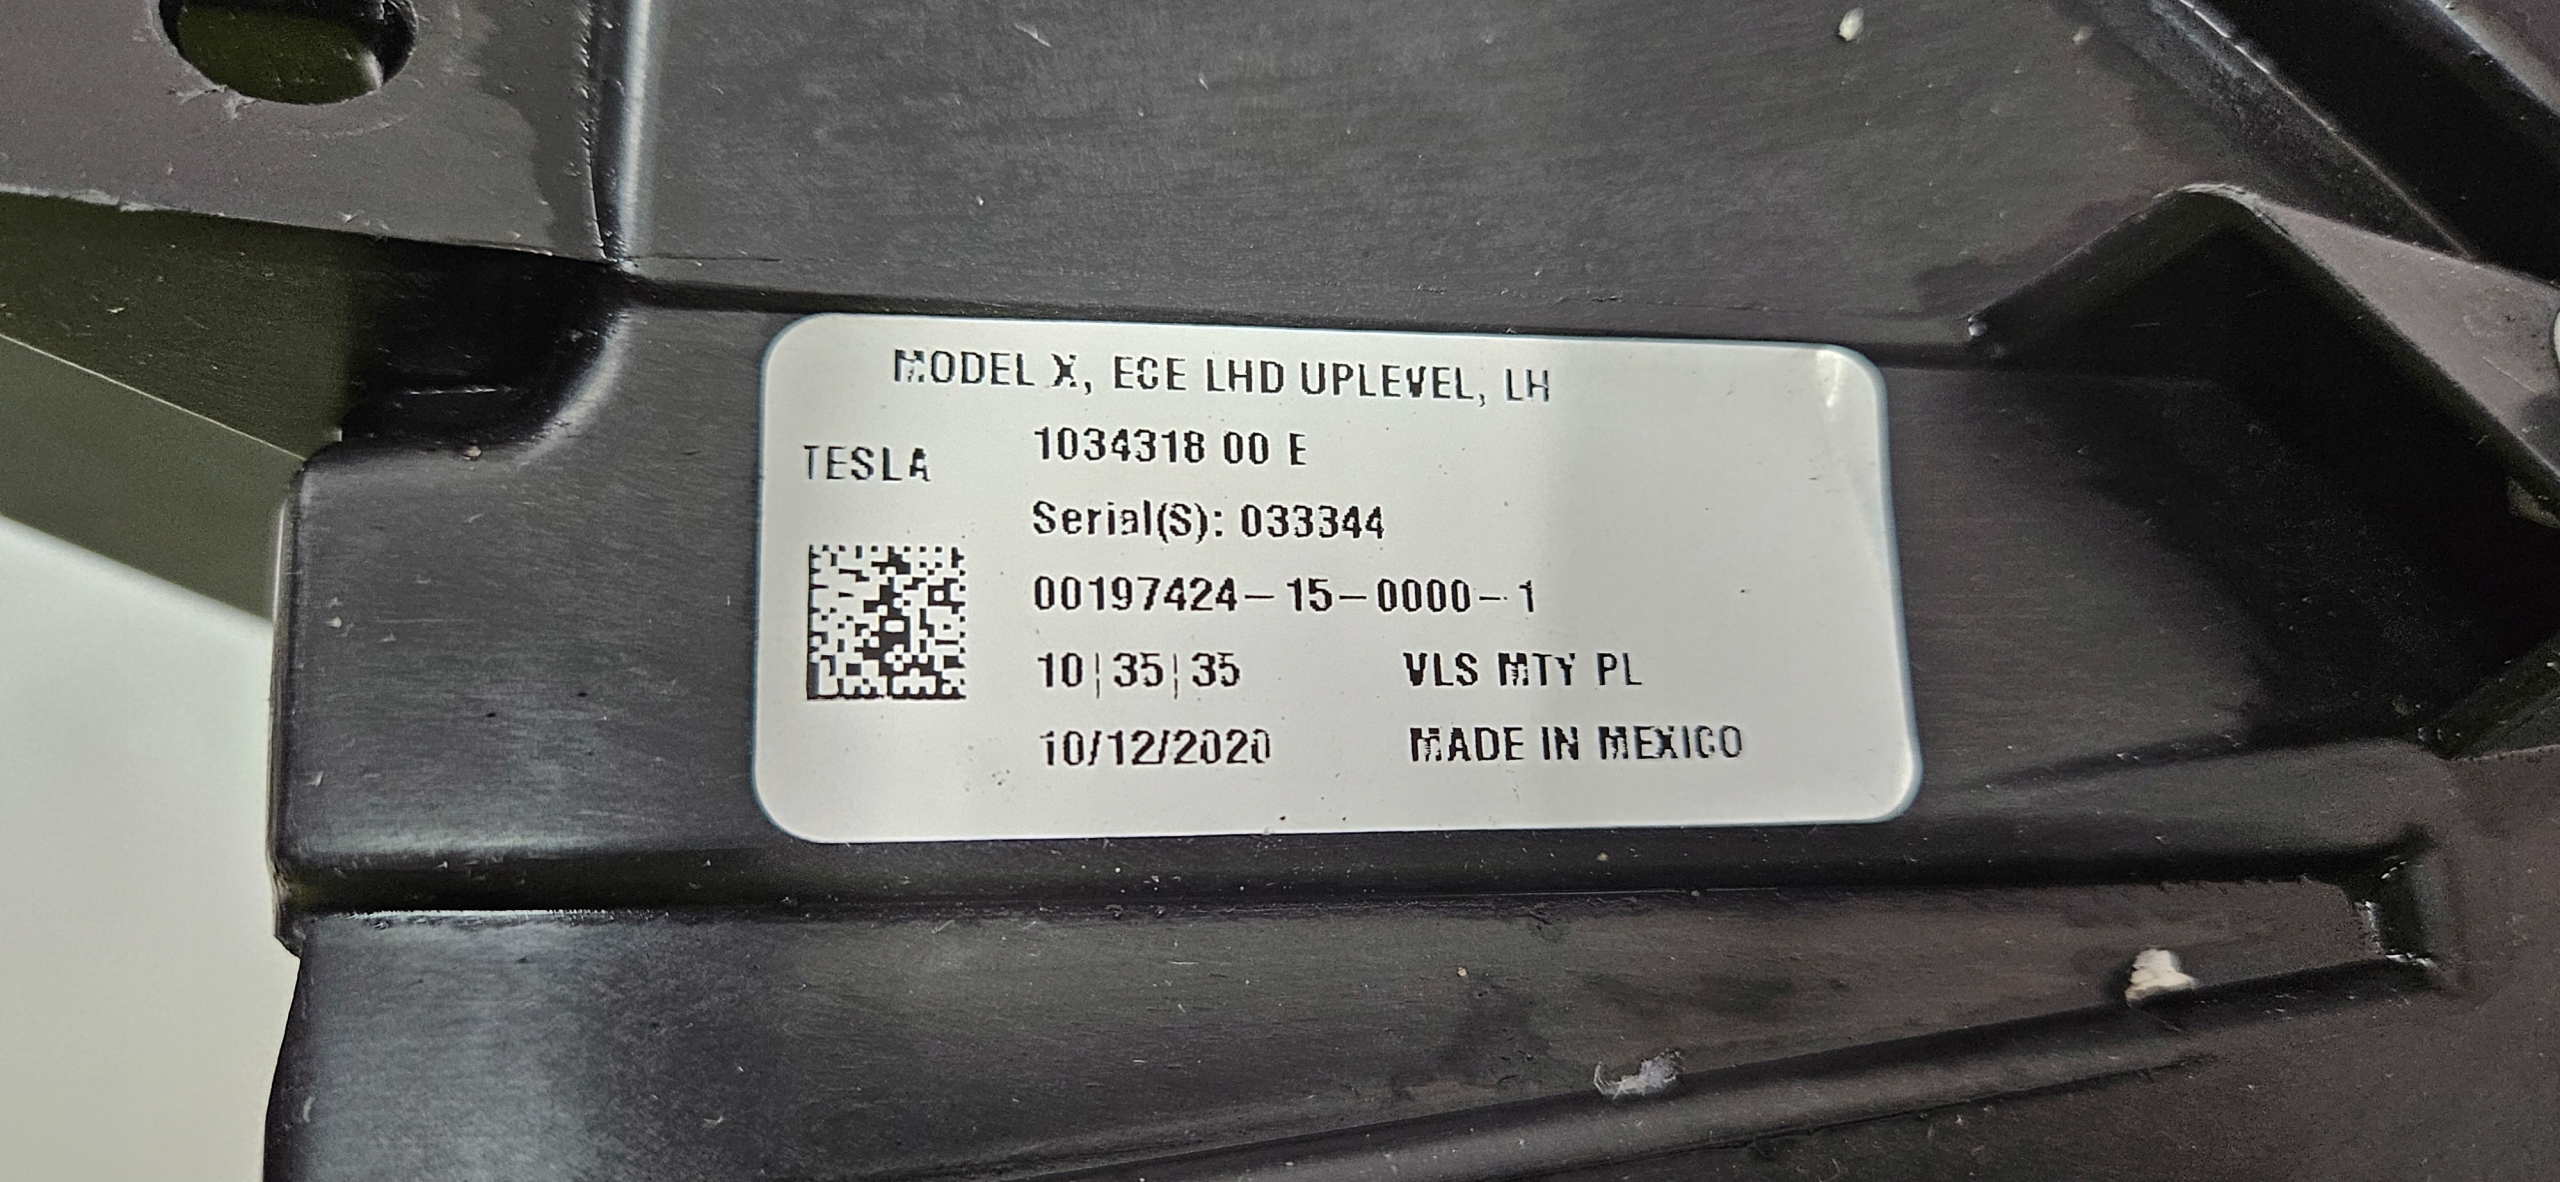 MODEL X, ECE LHD UPLEVEL, LH
1034318 00 E
TESLA
Serial(S): 033344
00197424-15-0000-1
10|35|35 VLS MTY PL
10/12/2020 MADE IN MEXICO